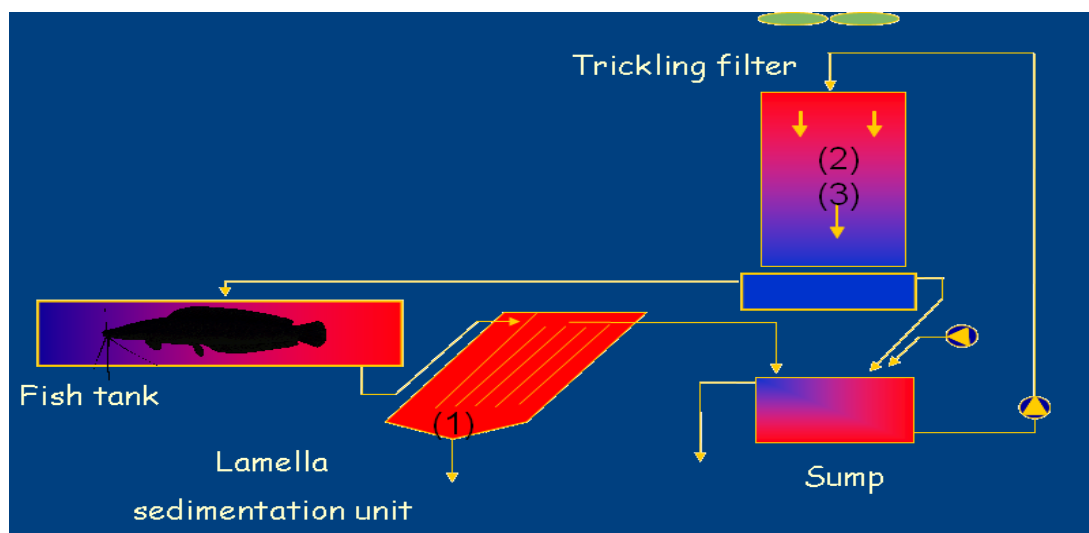 Trickling filter
(2)
(3)
Fish tank
(1)
Lamella
sedimentation unit
Sump